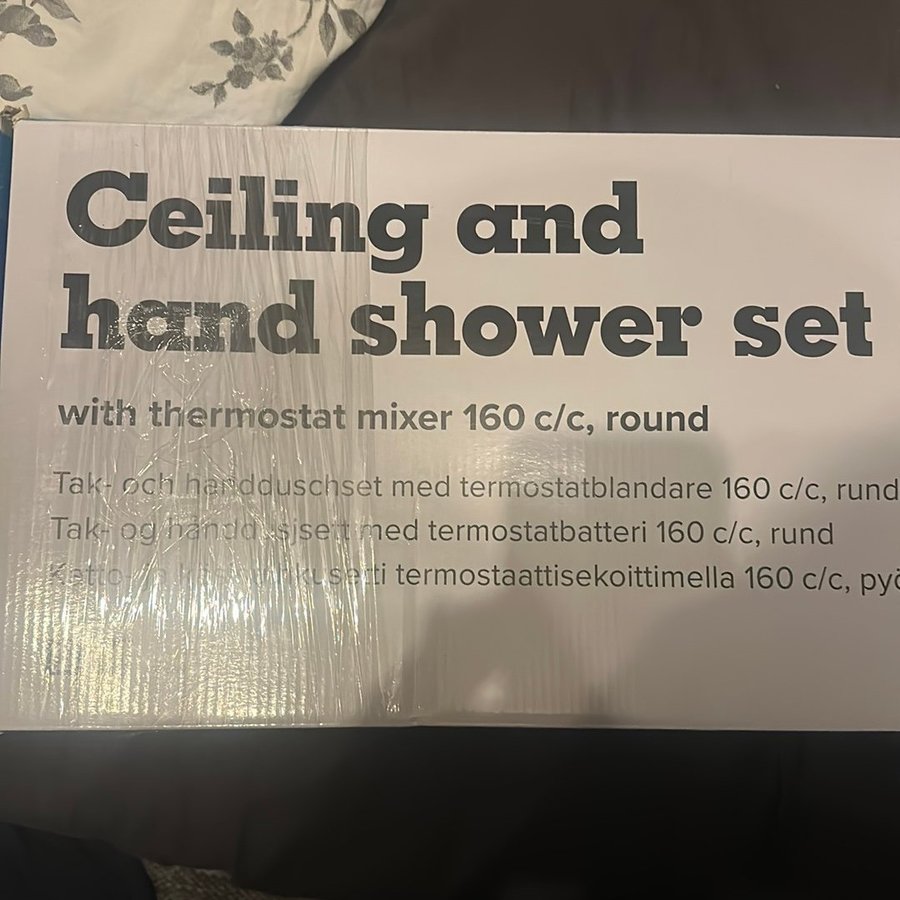 Ceiling and
hand shower set
with thermostat mixer 160 c/c, round
Tak- och handduschset med termostatblandare 160 c/c, rund
Tak- og hånddusjsett med termostatbatteri 160 c/c, rund
termostaattisekoittimella 160 c/c,